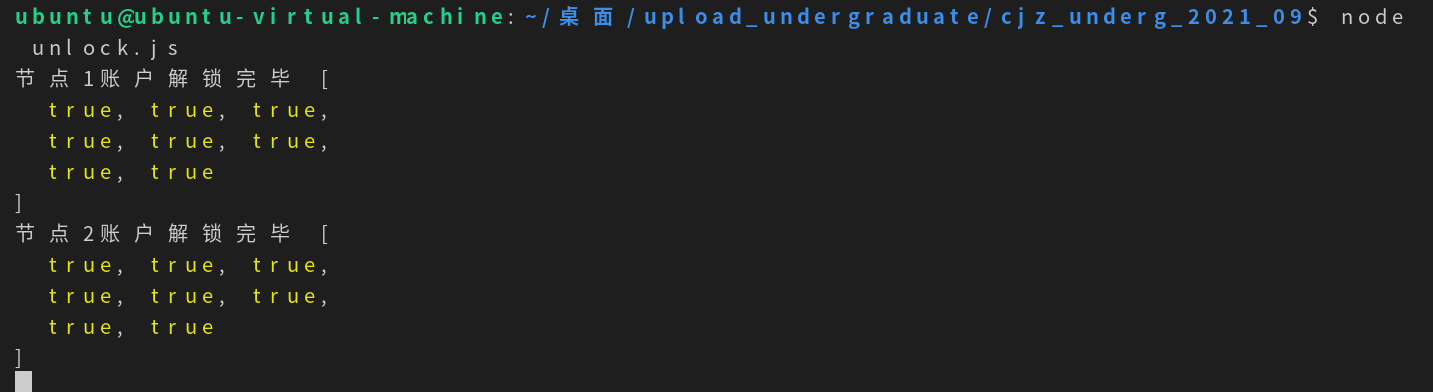 ubuntu@ubuntu-virtual-machine:~/桌面/upload_undergraduate/cjz_underg_2021_09$ node
unlock.js
节点1账户解锁完毕 [
  true, true, true,
  true, true, true,
  true, true
]
节点2账户解锁完毕 [
  true, true, true,
  true, true, true,
  true, true
]